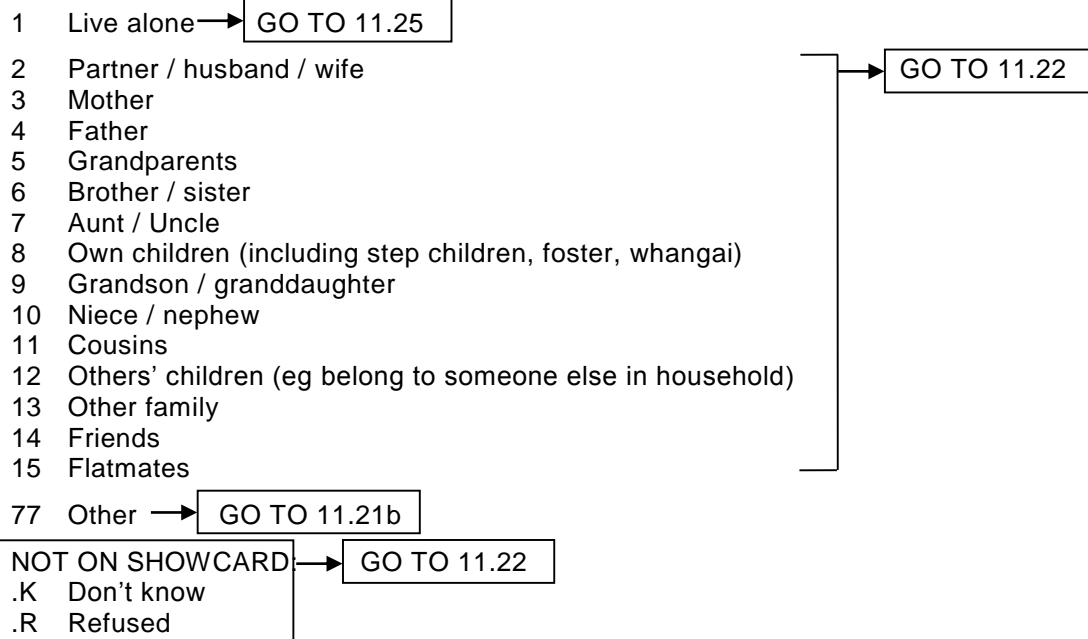 1 Live alone GO TO 11.25
2 Partner / husband / wife GO TO 11.22
3 Mother
4 Father
5 Grandparents
6 Brother / sister
7 Aunt / Uncle
8 Own children (including step children, foster, whangai)
9 Grandson / granddaughter
10 Niece / nephew
11 Cousins
12 Others’ children (eg belong to someone else in household)
13 Other family
14 Friends
15 Flatmates
77 Other GO TO 11.21b
NOT ON SHOWCARD: GO TO 11.22
.K Don’t know
.R Refused